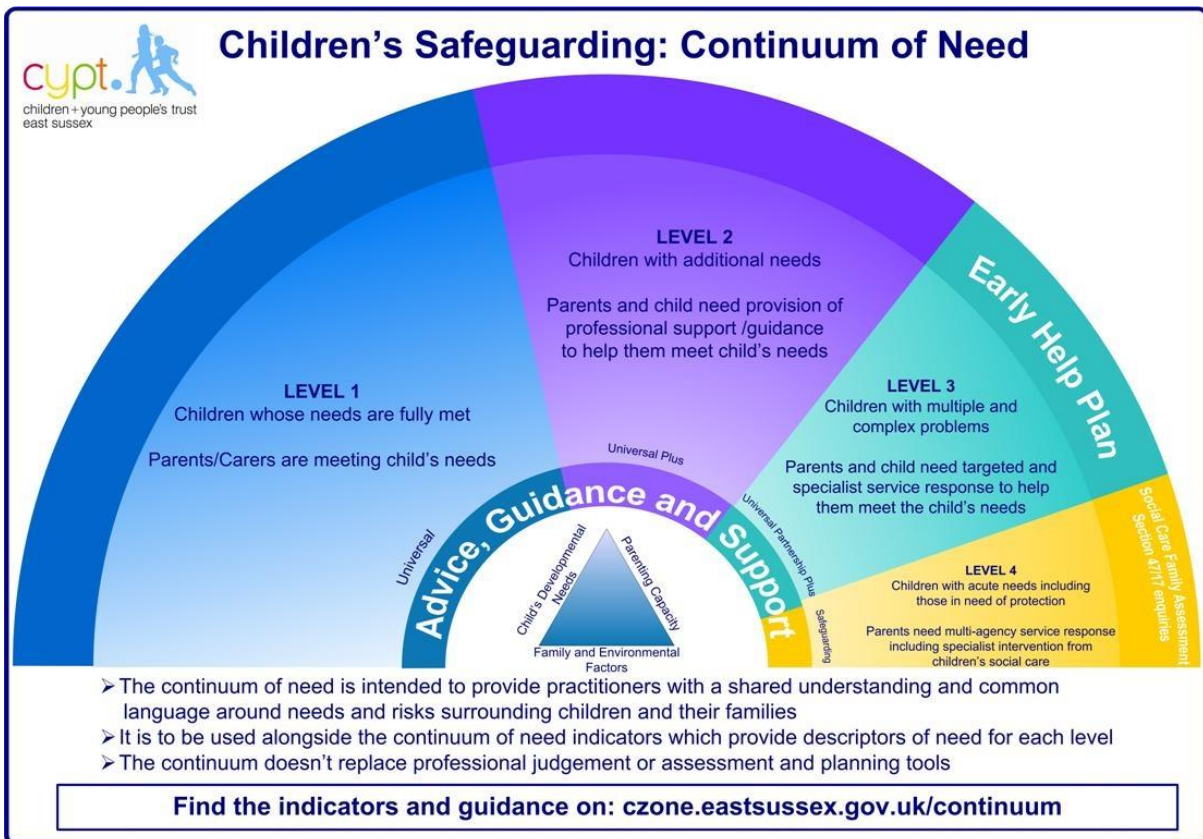 cypt.
children+young people's trust
east sussex
Children's Safeguarding: Continuum of Need
LEVEL 1
Children whose needs are fully met
Parents/Carers are meeting child's needs
LEVEL 2
Children with additional needs
Parents and child need provision of
professional support /guidance
to help them meet child's needs
Early Help Plan
LEVEL 3
Children with multiple and
complex problems
Parents and child need targeted and
specialist service response to help
them meet the child's needs
Social Care Family Assessment
Section 47/17 enquiries
LEVEL 4
Children with acute needs including
those in need of protection
Parents need multi-agency service response
including specialist intervention from
children's social care
Universal
Universal Plus
Universal Partnership Plus
Safeguarding
Advice, Guidance and Support
Child's Developmental
Needs
Parenting Capacity
Family and Environmental
Factors
➢ The continuum of need is intended to provide practitioners with a shared understanding and common
language around needs and risks surrounding children and their families
➢ It is to be used alongside the continuum of need indicators which provide descriptors of need for each level
➢ The continuum doesn't replace professional judgement or assessment and planning tools
Find the indicators and guidance on: czone.eastsussex.gov.uk/continuum